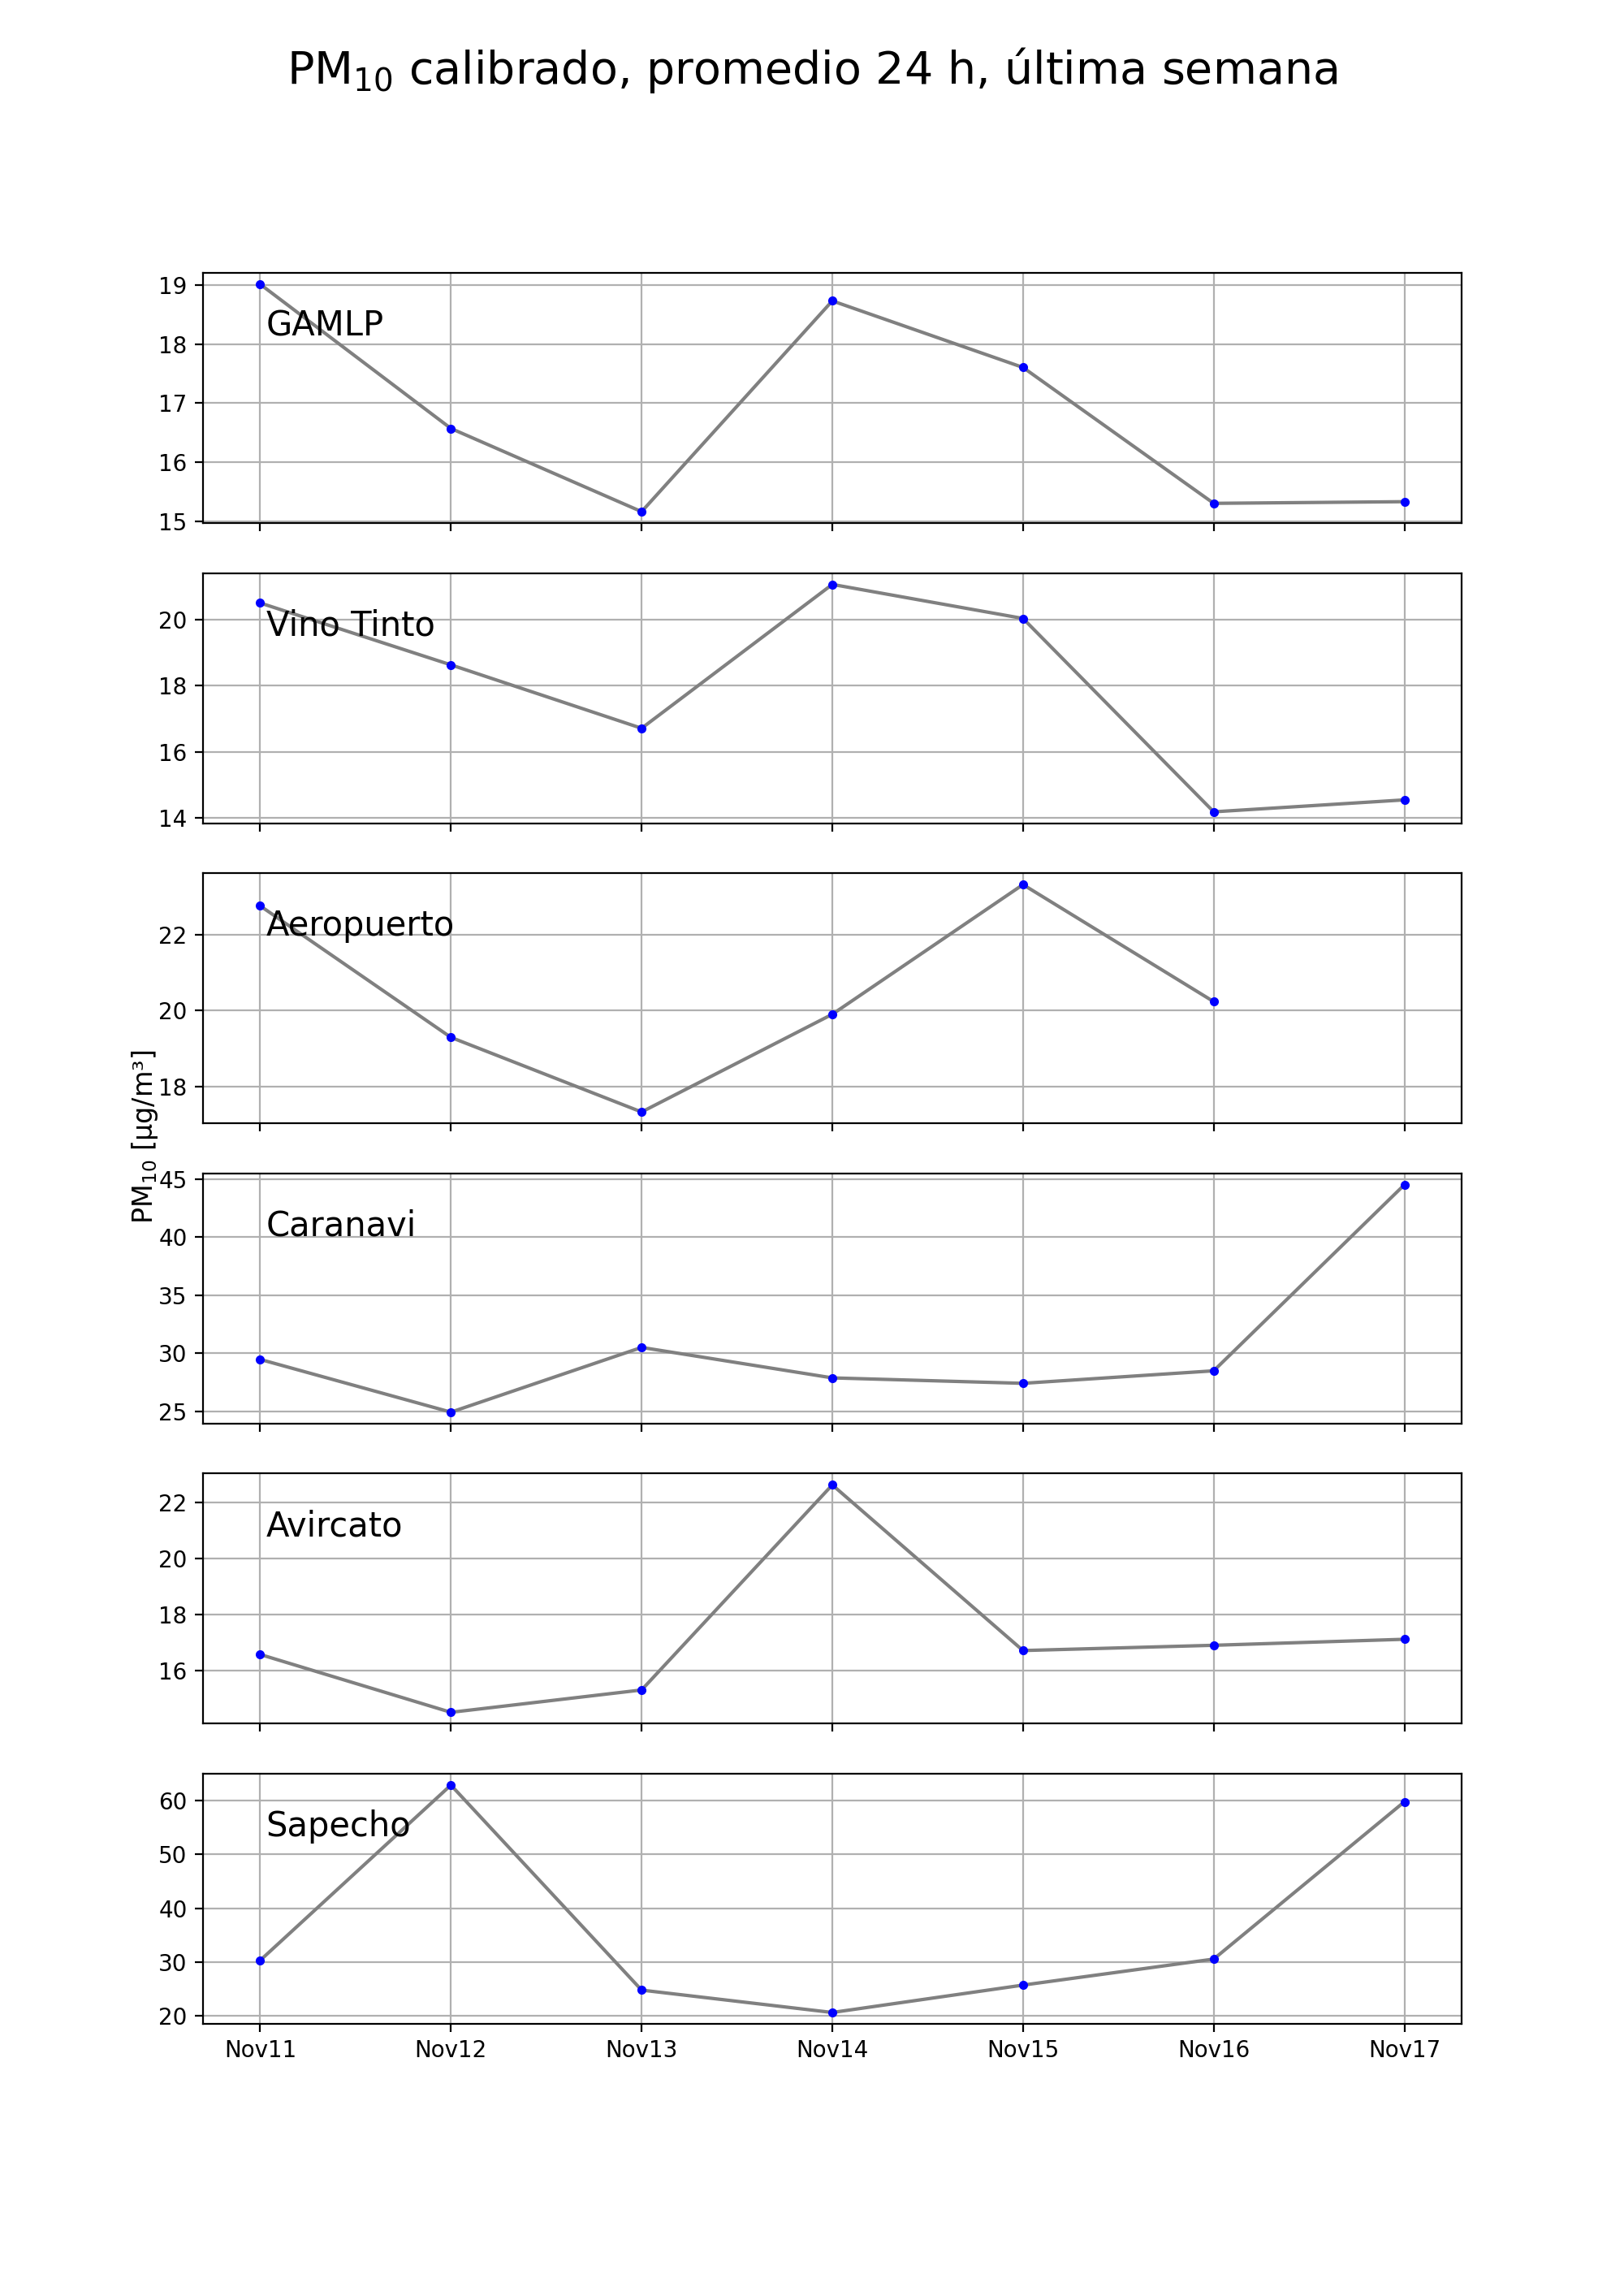 PM₁₀ calibrado, promedio 24 h, última semana
PM₁₀ [µg/m³]
GAMLP
19
18
17
16
15
Vino Tinto
20
18
16
14
Aeropuerto
22
20
18
Caranavi
45
40
35
30
25
Avircato
22
20
18
16
Sapecho
60
50
40
30
20
Nov11 Nov12 Nov13 Nov14 Nov15 Nov16 Nov17